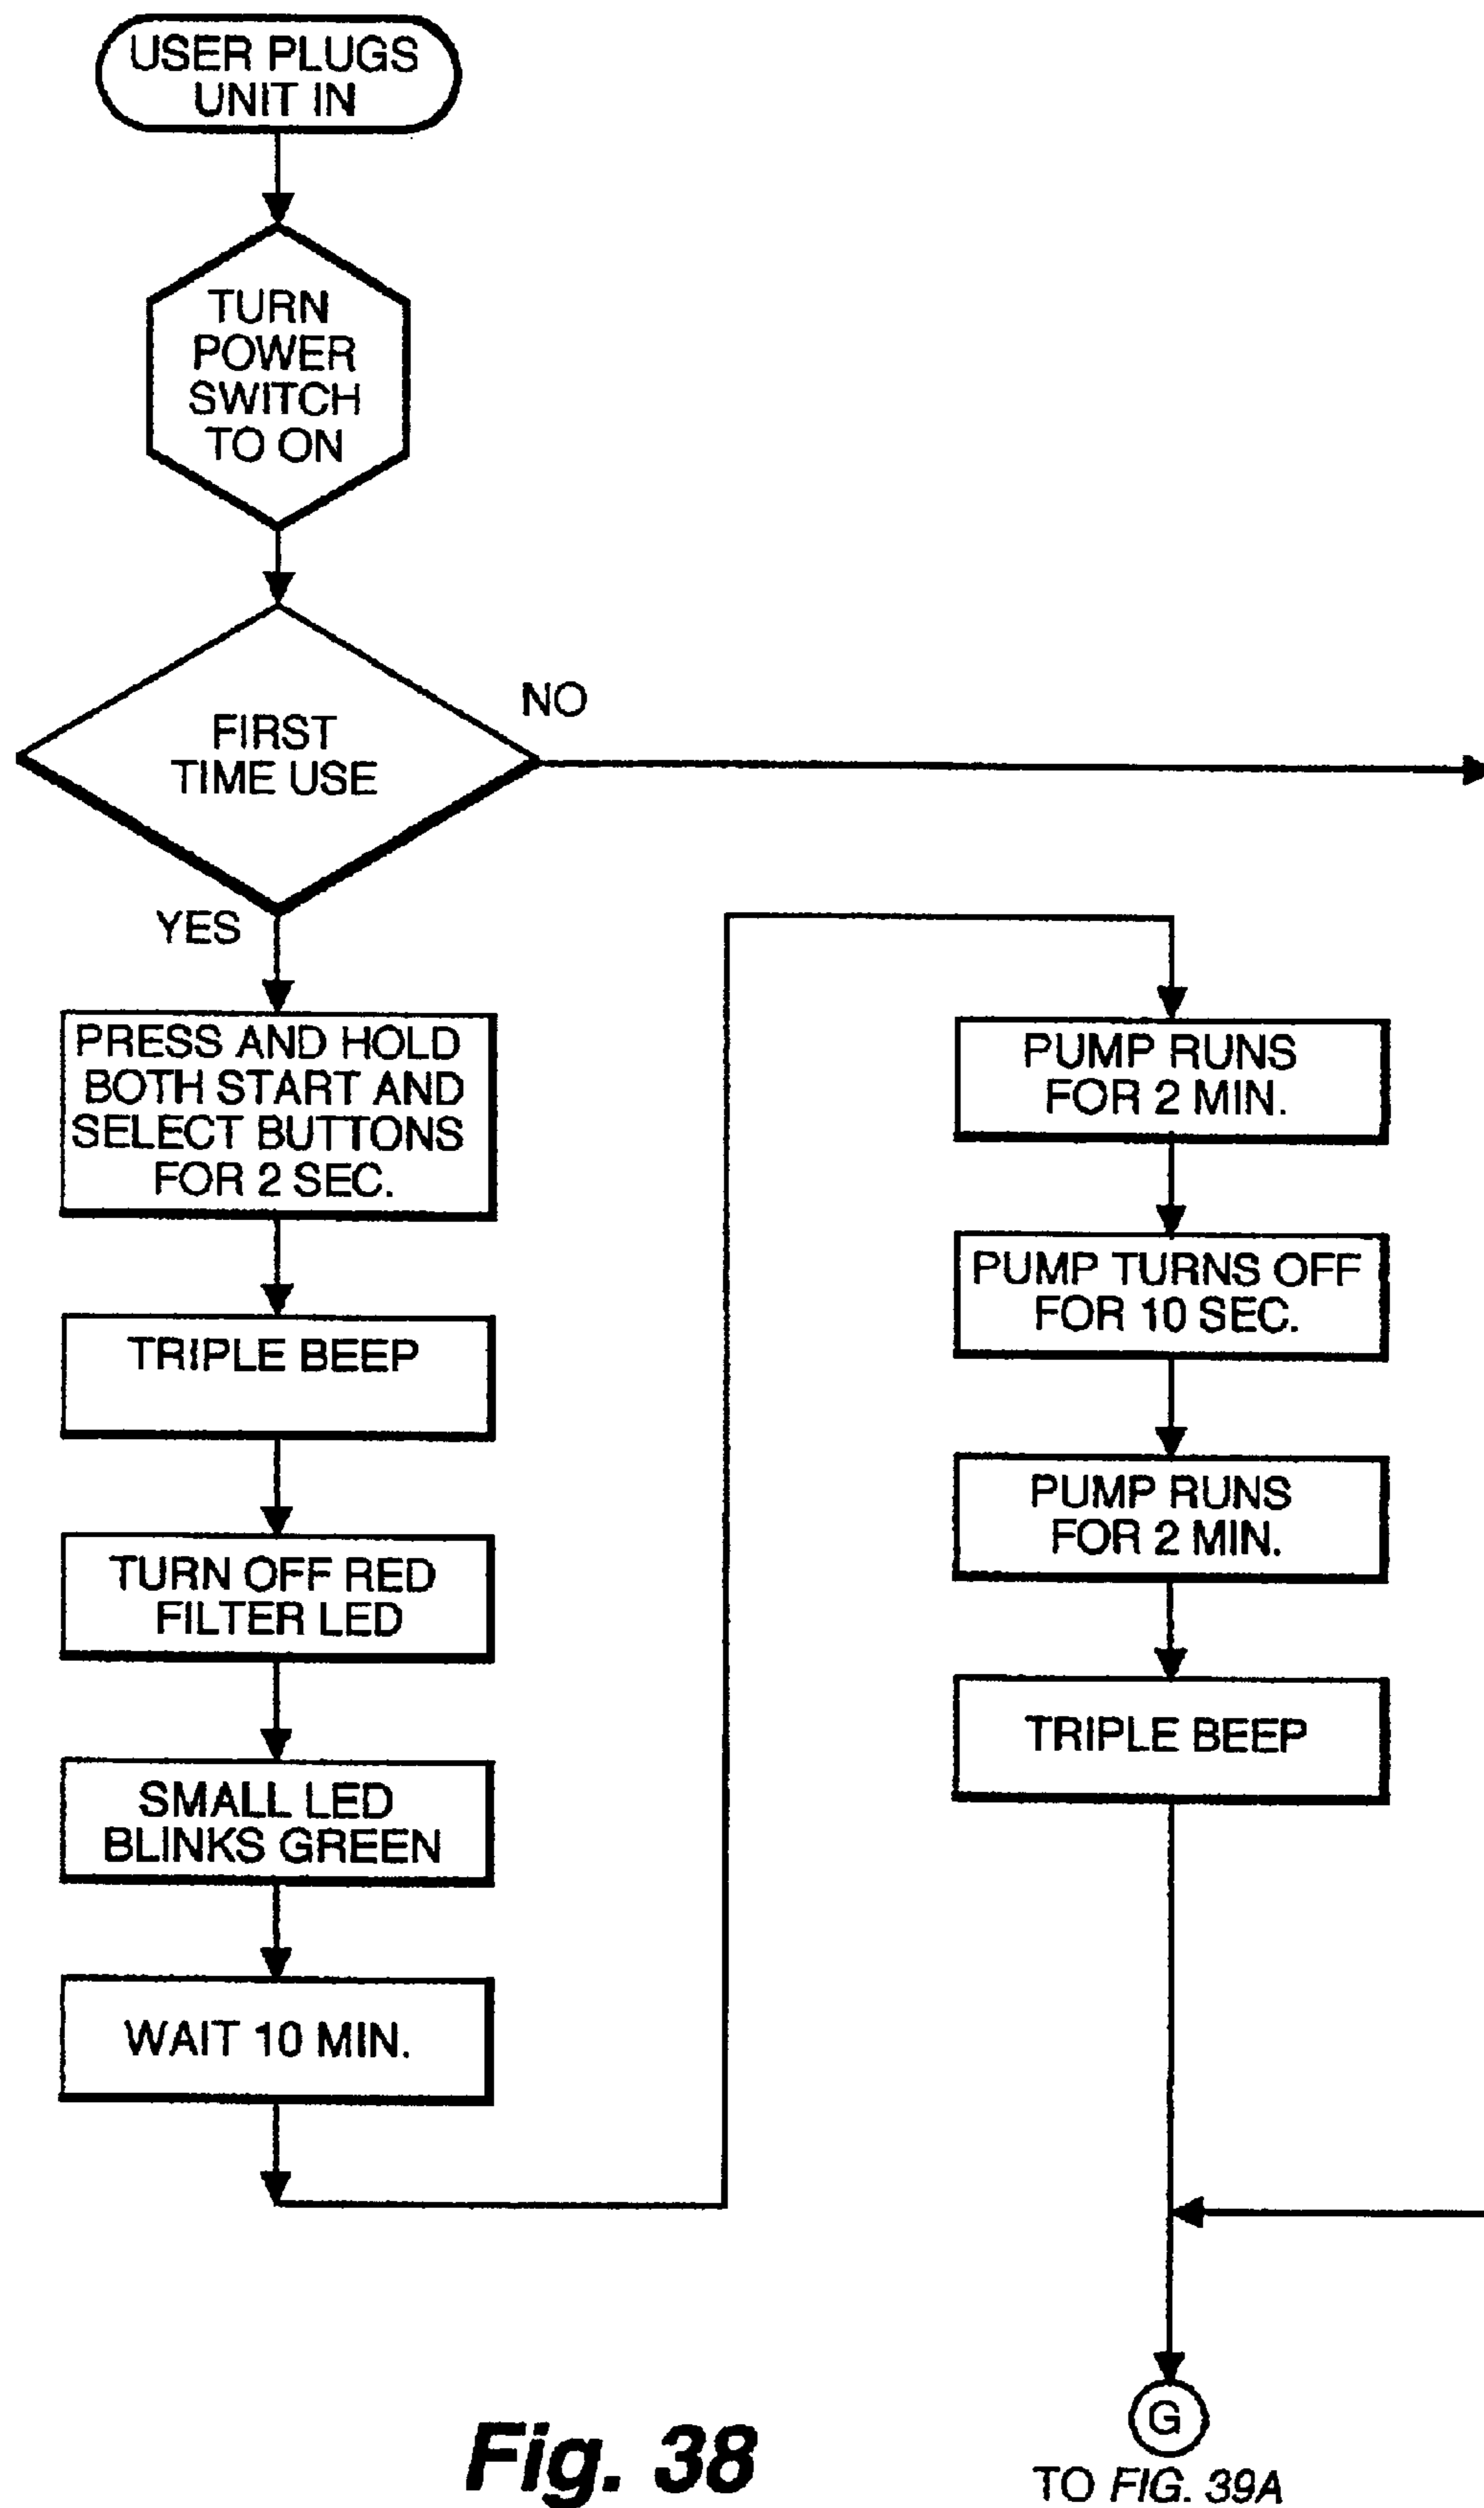 USER PLUGS
UNIT IN
TURN
POWER
SWITCH
TO ON
FIRST
TIME USE
NO
YES
PRESS AND HOLD
BOTH START AND
SELECT BUTTONS
FOR 2 SEC.
TRIPLE BEEP
TURN OFF RED
FILTER LED
SMALL LED
BLINKS GREEN
WAIT 10 MIN.
PUMP RUNS
FOR 2 MIN.
PUMP TURNS OFF
FOR 10 SEC.
PUMP RUNS
FOR 2 MIN.
TRIPLE BEEP
G
TO FIG. 39A
Fig. 38